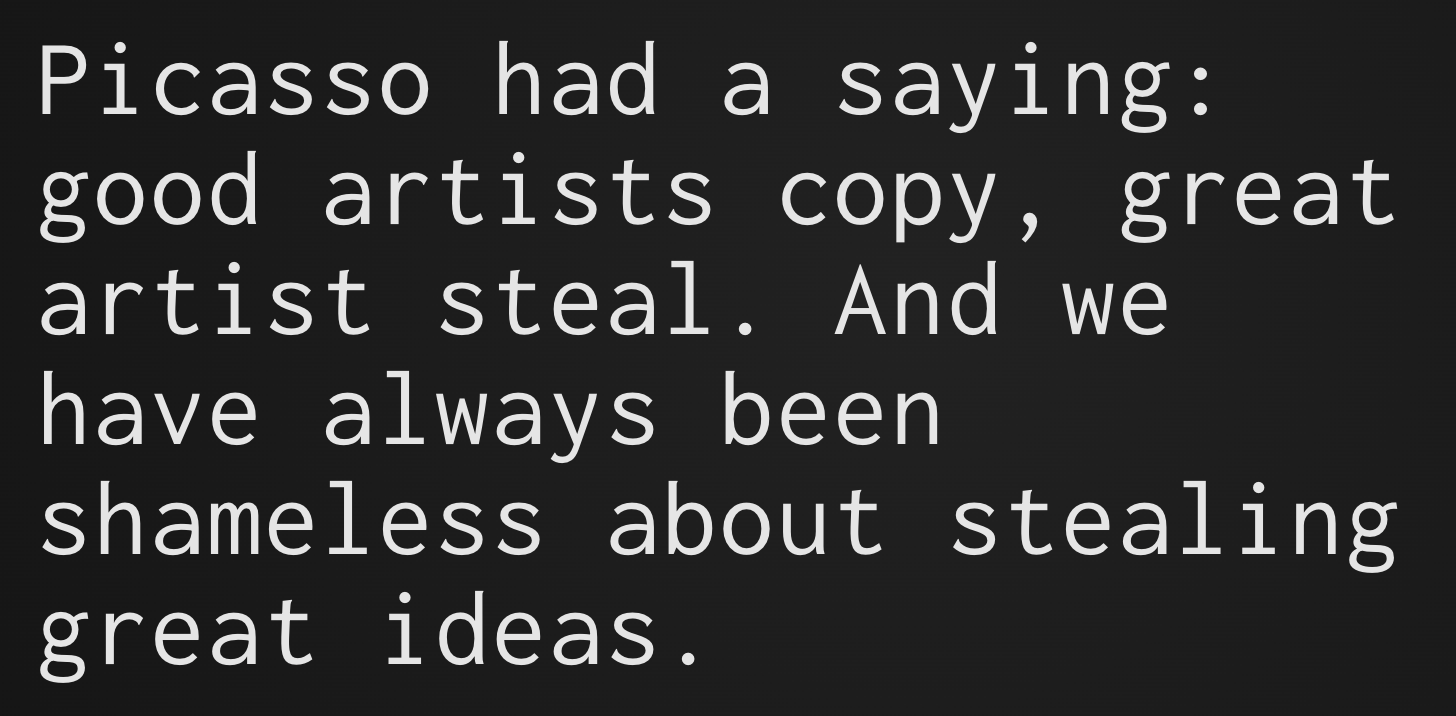 Picasso had a saying:
good artists copy, great
artist steal. And we
have always been
shameless about stealing
great ideas.